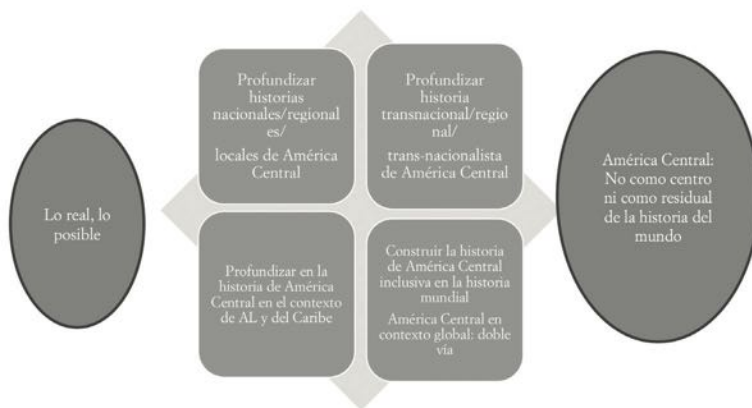 Lo real, lo
posible
Profundizar
historias
nacionales/regional
es/
locales de América
Central
Profundizar
historia
transnacional/regio
nal/
trans-nacionalista
de América Central
Profundizar en la
historia de América
Central en el contexto
de AL y del Caribe
Construir la historia
de América Central
inclusiva en la historia
mundial
América Central en
contexto global: doble
vía
América Central:
No como centro
ni como residual
de la historia del
mundo